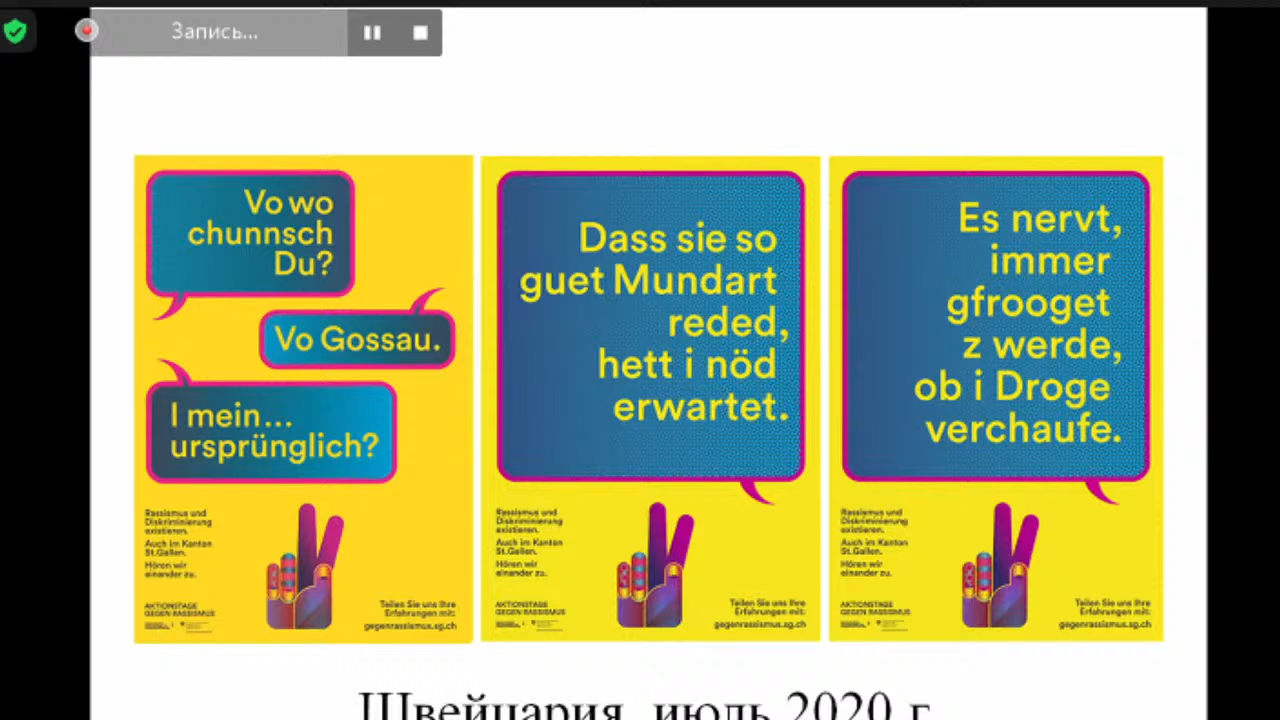 Запись...
Vo wo
chunnsch
Du?
Vo Gossau.
I mein...
ursprünglich?
Rassismus und
Diskriminierung
existieren.
Auch im Kanton
St.Gallen.
Hören wir
einander zu.
AKTIONSTAGE
GEGEN RASSISMUS
Teilen Sie uns Ihre
Erfahrungen mit:
gegenrassismus.sg.ch
Dass sie so
guet Mundart
reded,
hett i nöd
erwartet.
Rassismus und
Diskriminierung
existieren.
Auch im Kanton
St.Gallen.
Hören wir
einander zu.
AKTIONSTAGE
GEGEN RASSISMUS
Teilen Sie uns Ihre
Erfahrungen mit:
gegenrassismus.sg.ch
Es nervt,
immer
gfrooget
z werde,
ob i Droge
verchaufe.
Rassismus und
Diskriminierung
existieren.
Auch im Kanton
St.Gallen.
Hören wir
einander zu.
AKTIONSTAGE
GEGEN RASSISMUS
Teilen Sie uns Ihre
Erfahrungen mit:
gegenrassismus.sg.ch
Швейцария, июль 2020 г.